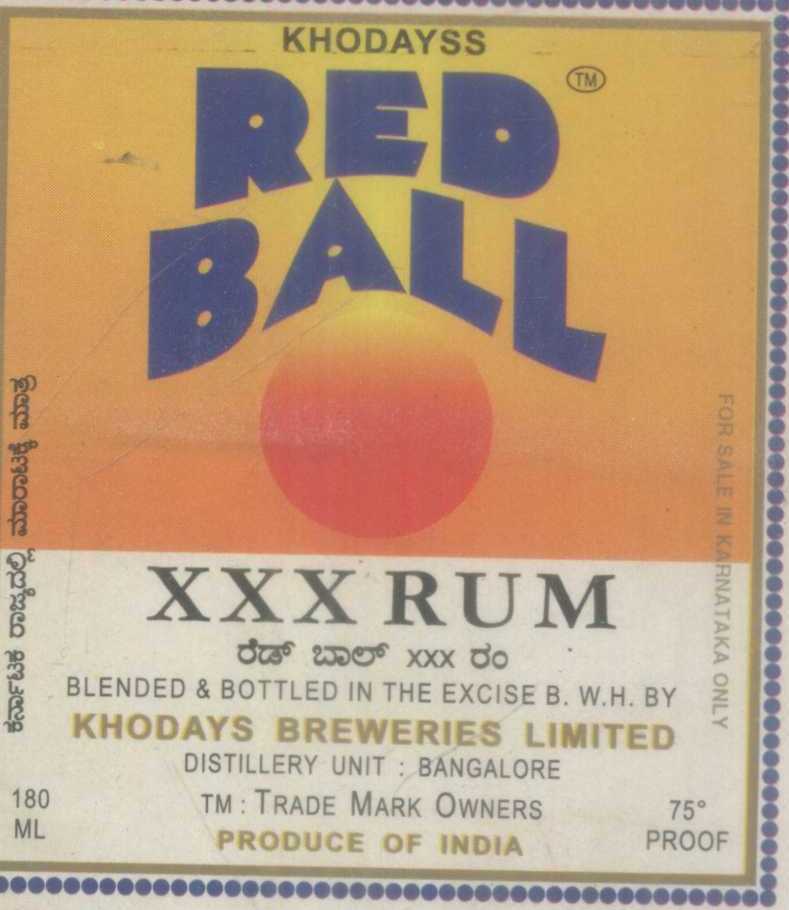 KHODAYSS
RED
TM
BALL
ಕರ್ನಾಟಕ ರಾಜ್ಯದಲ್ಲಿ ಮಾರಾಟಕ್ಕೆ ಮಾತ್ರ
FOR SALE IN KARNATAKA ONLY
XXX RUM
ರೆಡ್ ಬಾಲ್ XXX ರಂ
BLENDED & BOTTLED IN THE EXCISE B. W.H. BY
KHODAYS BREWERIES LIMITED
DISTILLERY UNIT : BANGALORE
180
ML
TM : TRADE MARK OWNERS
75°
PROOF
PRODUCE OF INDIA